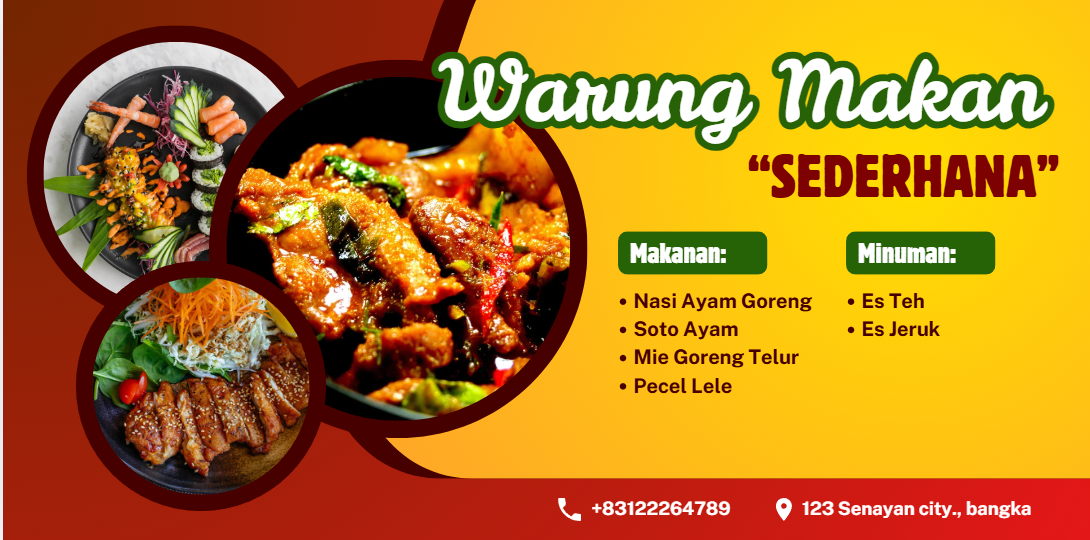 Warung Makan
“SEDERHANA”
Makanan:
• Nasi Ayam Goreng
• Soto Ayam
• Mie Goreng Telur
• Pecel Lele
Minuman:
• Es Teh
• Es Jeruk
+83122264789
123 Senayan city., bangka